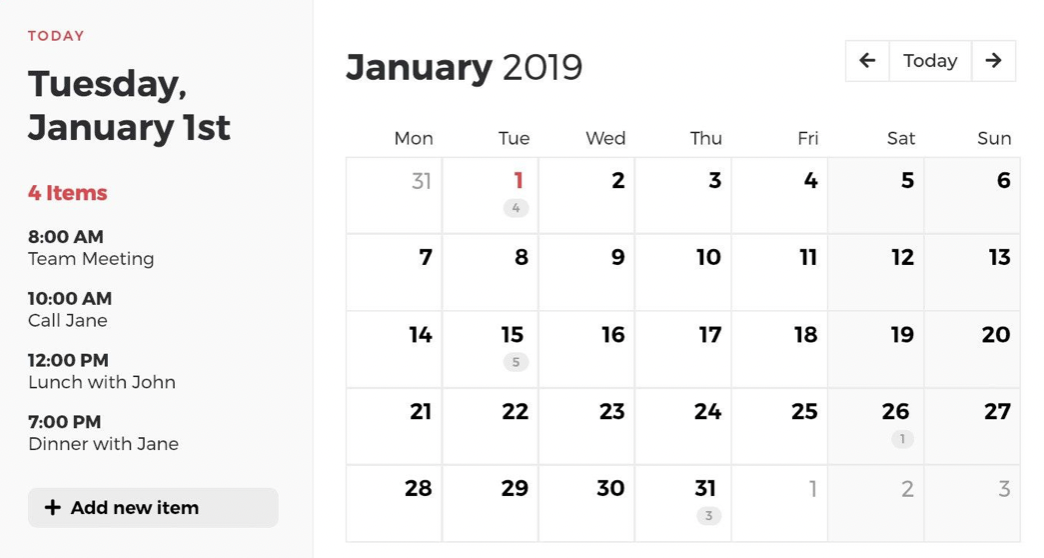 TODAY
Tuesday,
January 1st
4 Items
8:00 AM
Team Meeting
10:00 AM
Call Jane
12:00 PM
Lunch with John
7:00 PM
Dinner with Jane
+ Add new item
January 2019
← Today →
Mon Tue Wed Thu Fri Sat Sun
31 1 2 3 4 5 6
4
7 8 9 10 11 12 13
14 15 16 17 18 19 20
5
21 22 23 24 25 26 27
1
28 29 30 31 1 2 3
3